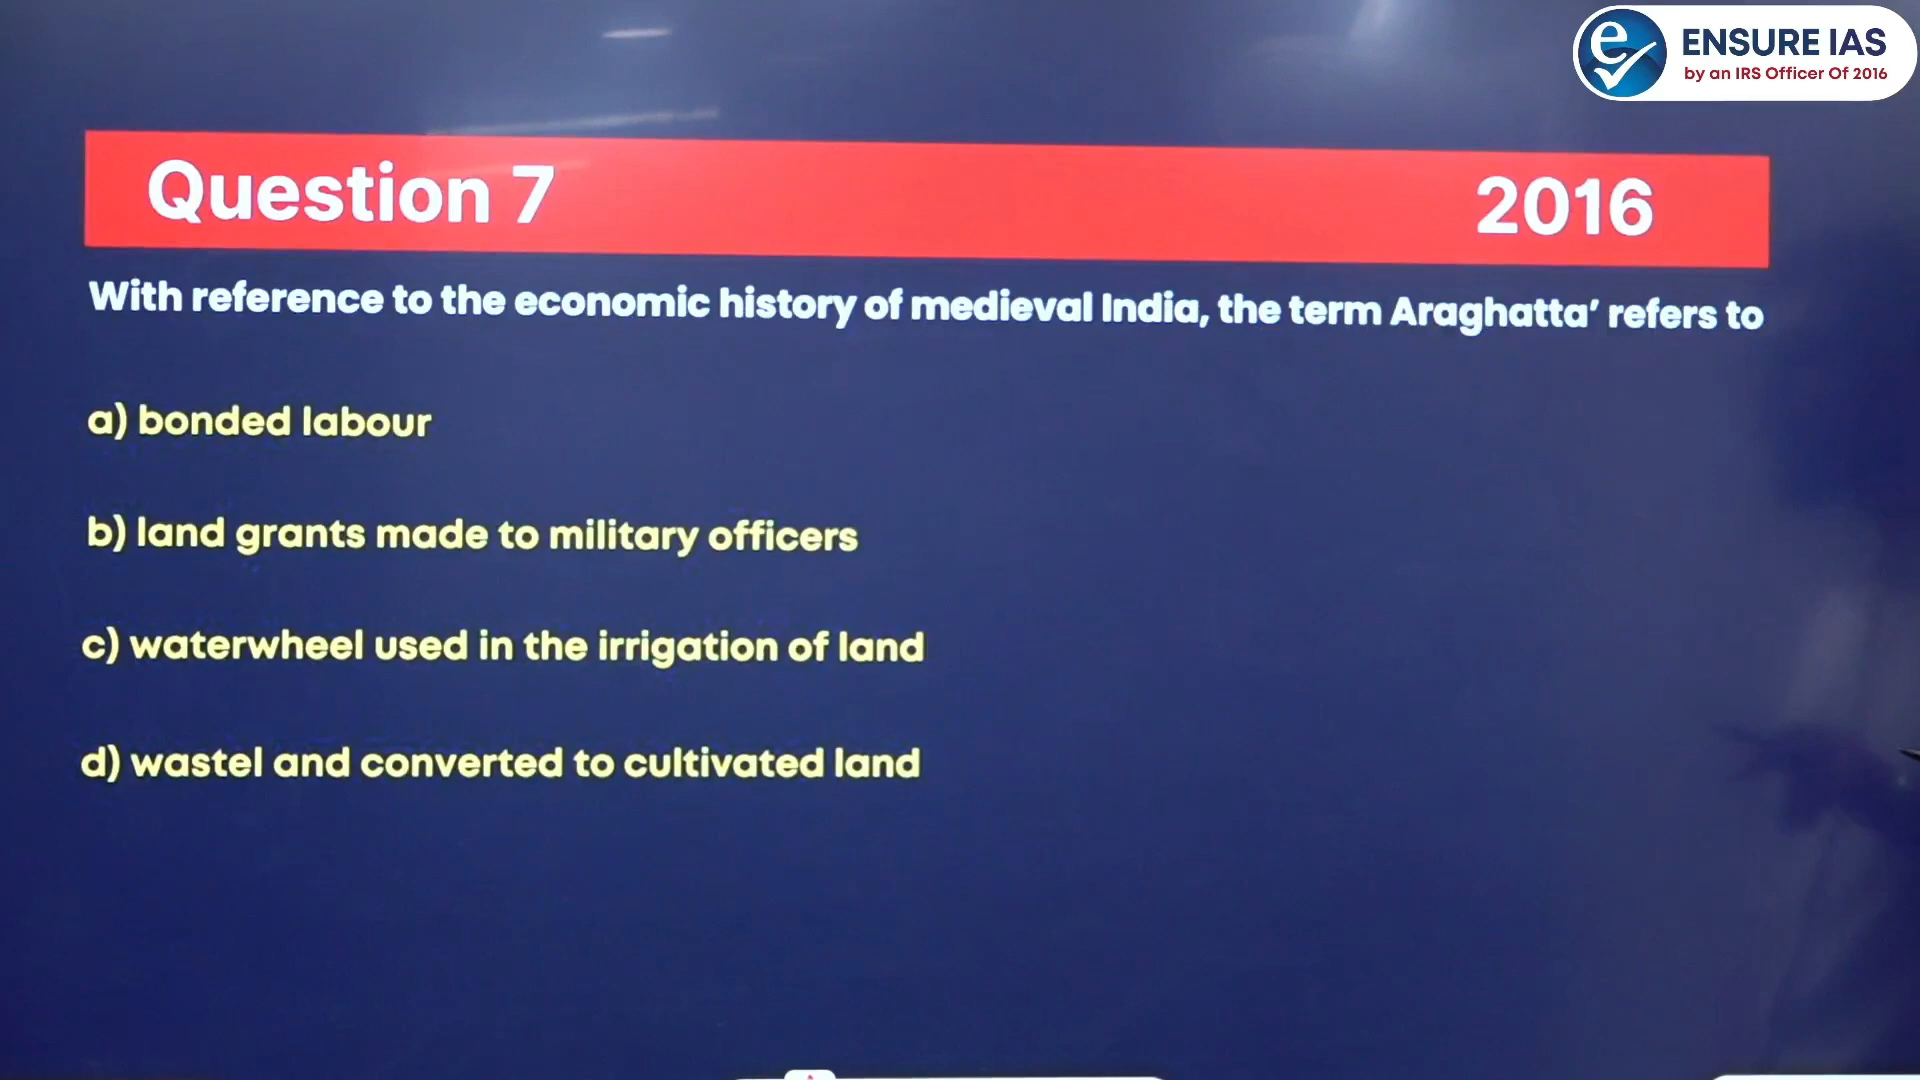 ENSURE IAS
by an IRS Officer Of 2016
Question 7
2016
With reference to the economic history of medieval India, the term Araghatta’ refers to
a) bonded labour
b) land grants made to military officers
c) waterwheel used in the irrigation of land
d) wastel and converted to cultivated land